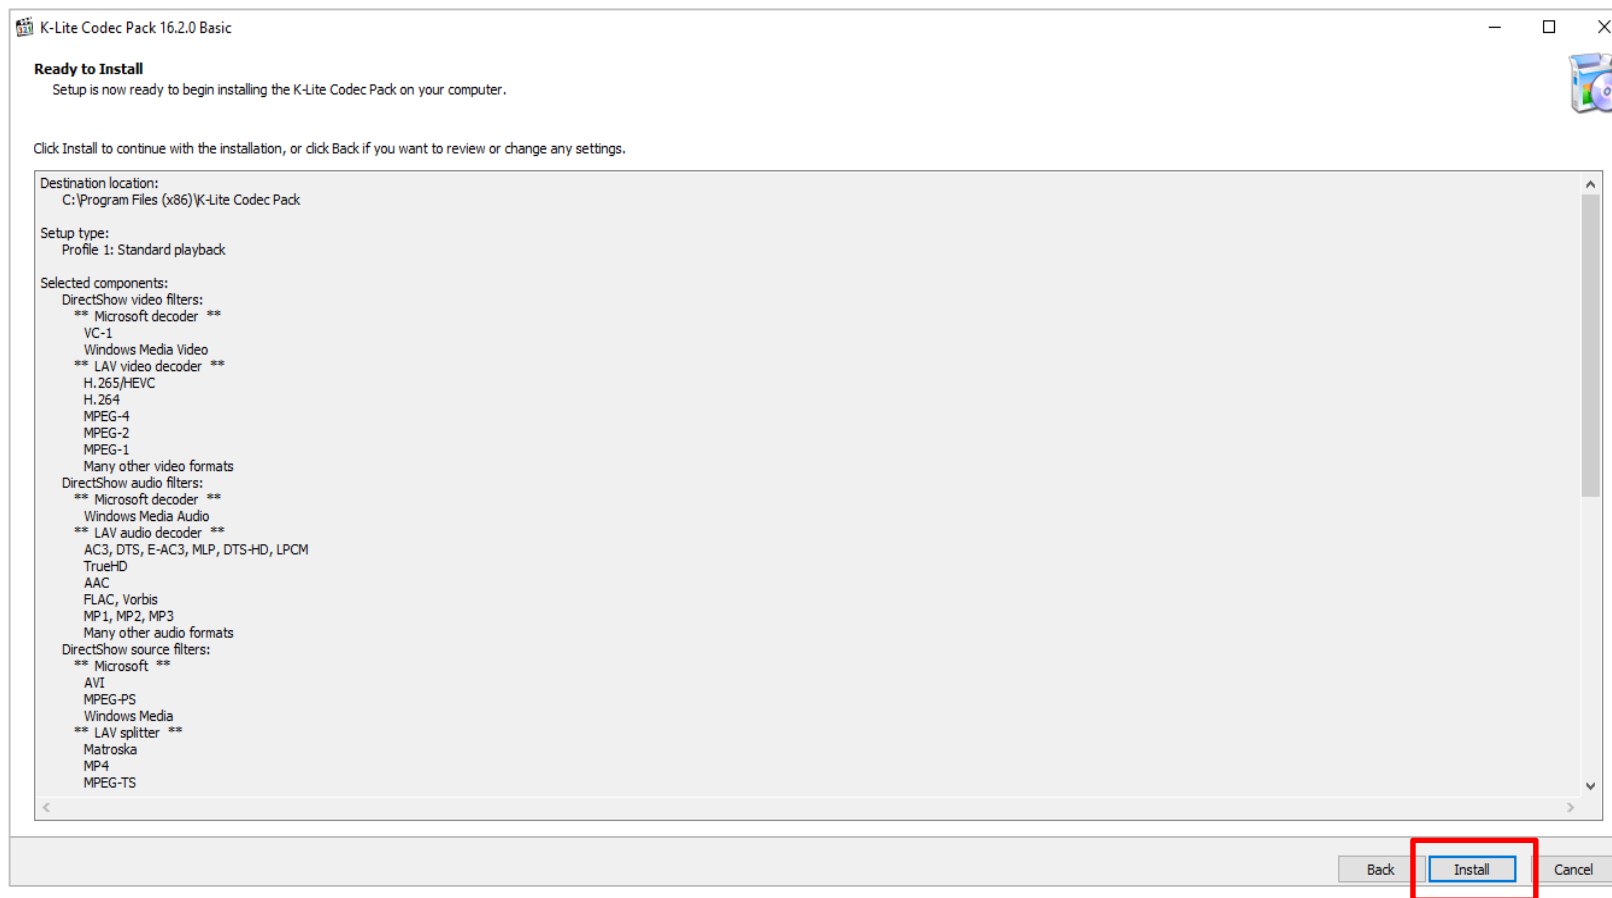 K-Lite Codec Pack 16.2.0 Basic
Ready to Install
Setup is now ready to begin installing the K-Lite Codec Pack on your computer.
Click Install to continue with the installation, or click Back if you want to review or change any settings.
Destination location:
C:\Program Files (x86)\K-Lite Codec Pack
Setup type:
Profile 1: Standard playback
Selected components:
DirectShow video filters:
** Microsoft decoder **
VC-1
Windows Media Video
** LAV video decoder **
H.265/HEVC
H.264
MPEG-4
MPEG-2
MPEG-1
Many other video formats
DirectShow audio filters:
** Microsoft decoder **
Windows Media Audio
** LAV audio decoder **
AC3, DTS, E-AC3, MLP, DTS-HD, LPCM
TrueHD
AAC
FLAC, Vorbis
MP1, MP2, MP3
Many other audio formats
DirectShow source filters:
** Microsoft **
AVI
MPEG-PS
Windows Media
** LAV splitter **
Matroska
MP4
MPEG-TS
Back Install Cancel